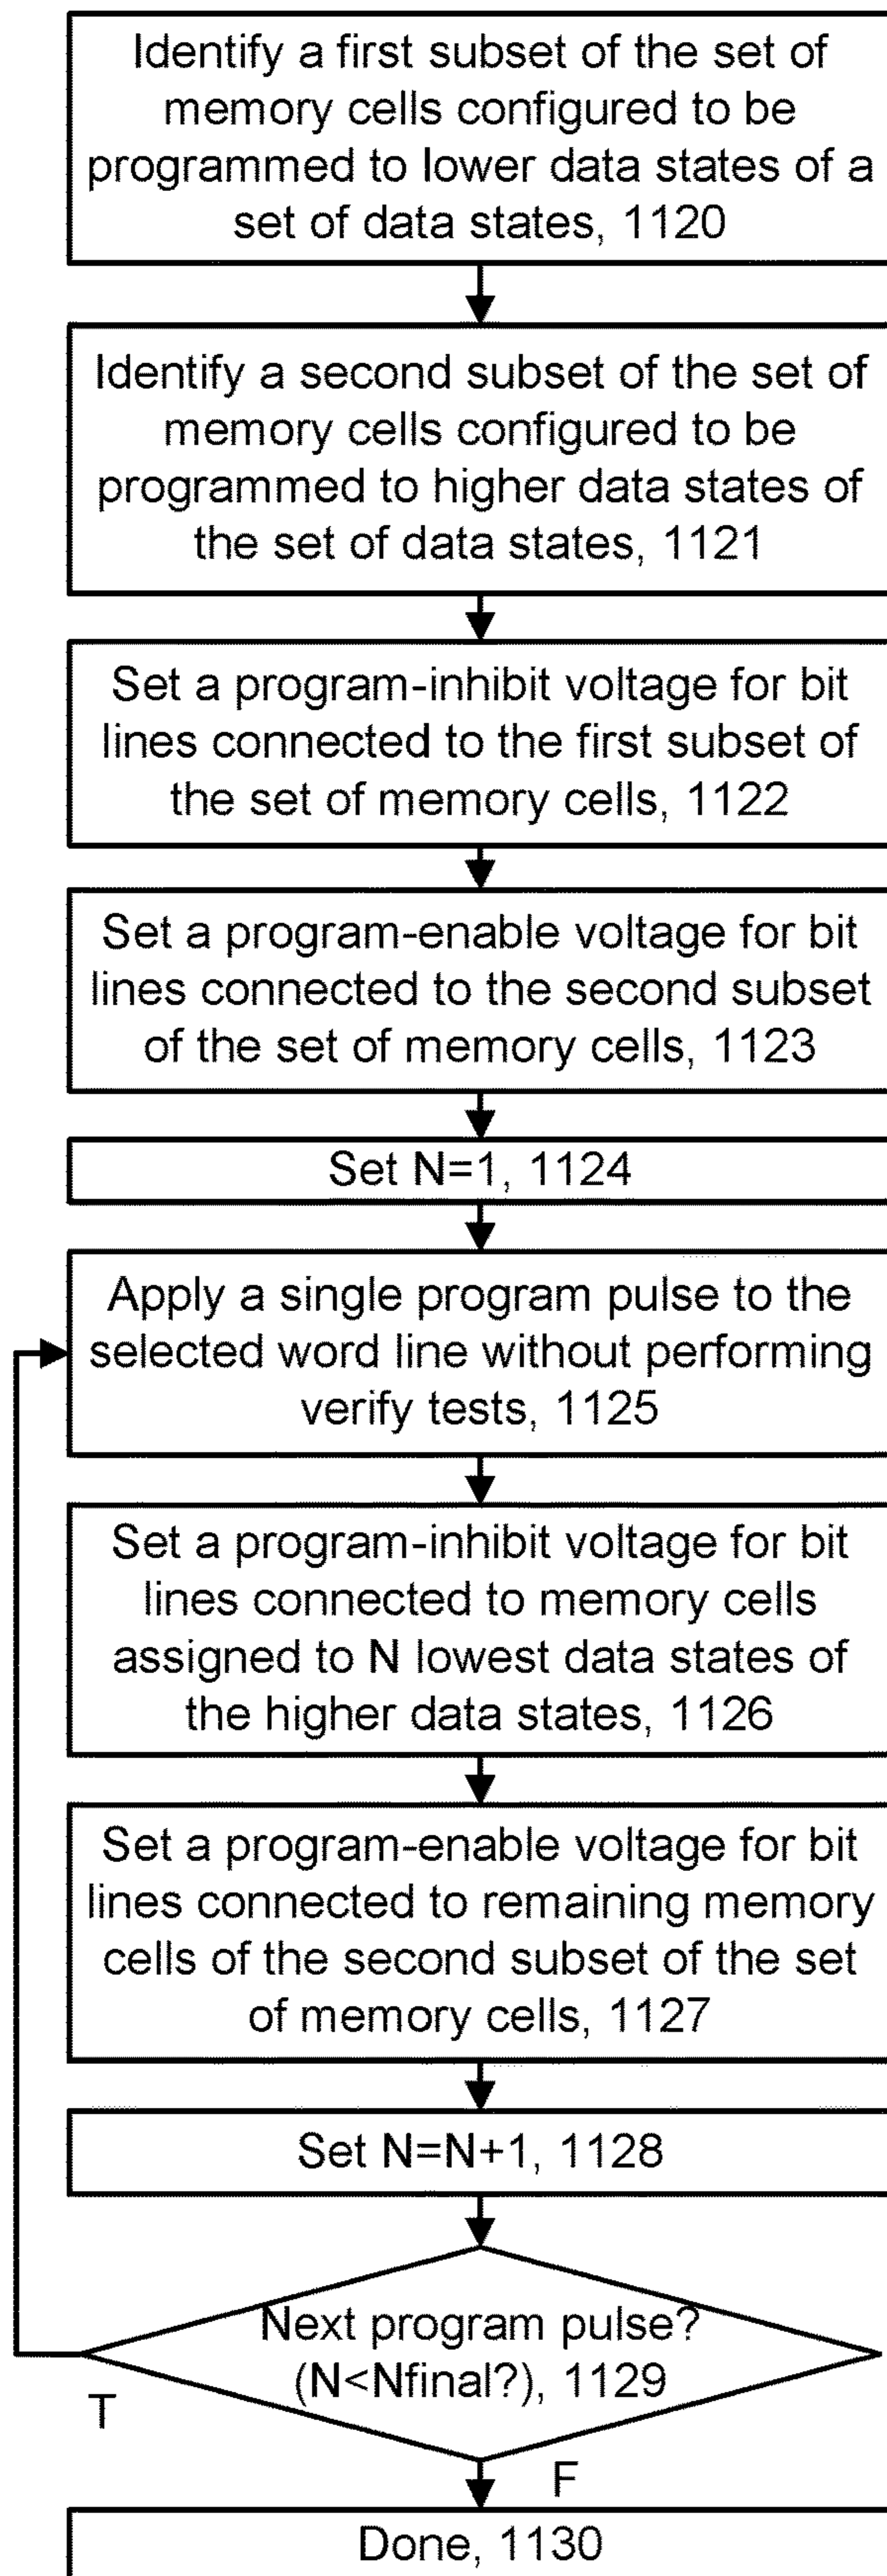 Identify a first subset of the set of
memory cells configured to be
programmed to lower data states of a
set of data states, 1120
Identify a second subset of the set of
memory cells configured to be
programmed to higher data states of
the set of data states, 1121
Set a program-inhibit voltage for bit
lines connected to the first subset of
the set of memory cells, 1122
Set a program-enable voltage for bit
lines connected to the second subset
of the set of memory cells, 1123
Set N=1, 1124
Apply a single program pulse to the
selected word line without performing
verify tests, 1125
Set a program-inhibit voltage for bit
lines connected to memory cells
assigned to N lowest data states of
the higher data states, 1126
Set a program-enable voltage for bit
lines connected to remaining memory
cells of the second subset of the set
of memory cells, 1127
Set N=N+1, 1128
Next program pulse?
(N<Nfinal?), 1129
T
F
Done, 1130